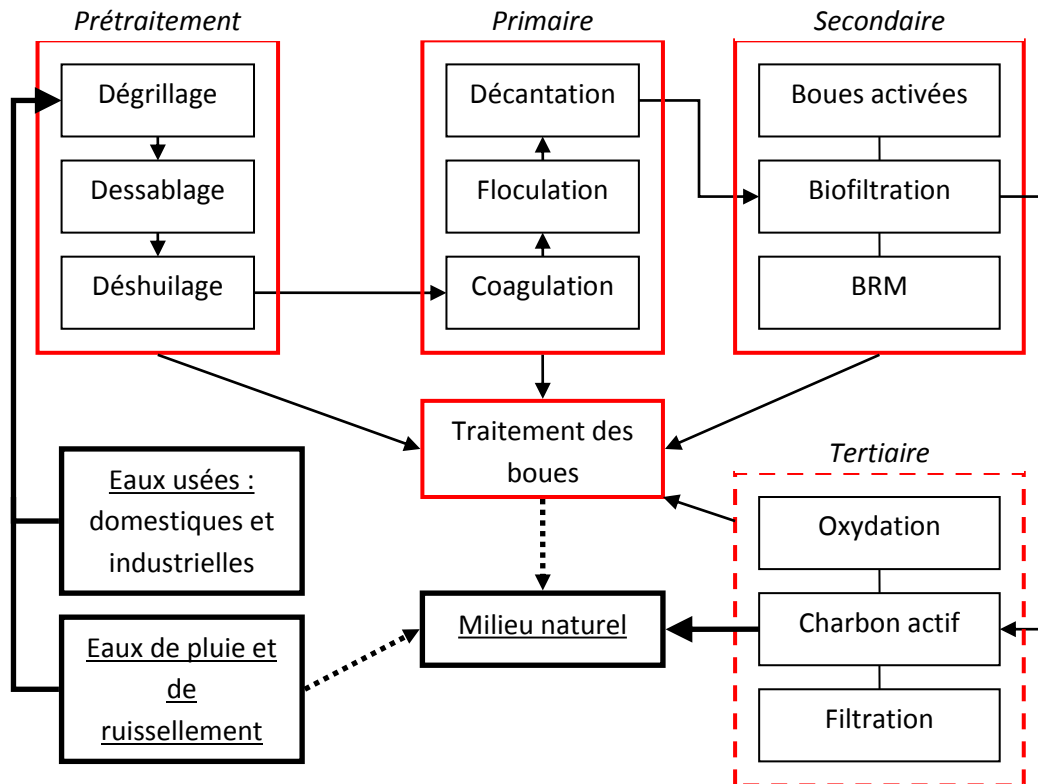 Prétraitement
Dégrillage
Dessablage
Déshuilage
Primaire
Décantation
Floculation
Coagulation
Secondaire
Boues activées
Biofiltration
BRM
Traitement des
boues
Eaux usées :
domestiques et
industrielles
Eaux de pluie et
de
ruissellement
Milieu naturel
Tertiaire
Oxydation
Charbon actif
Filtration